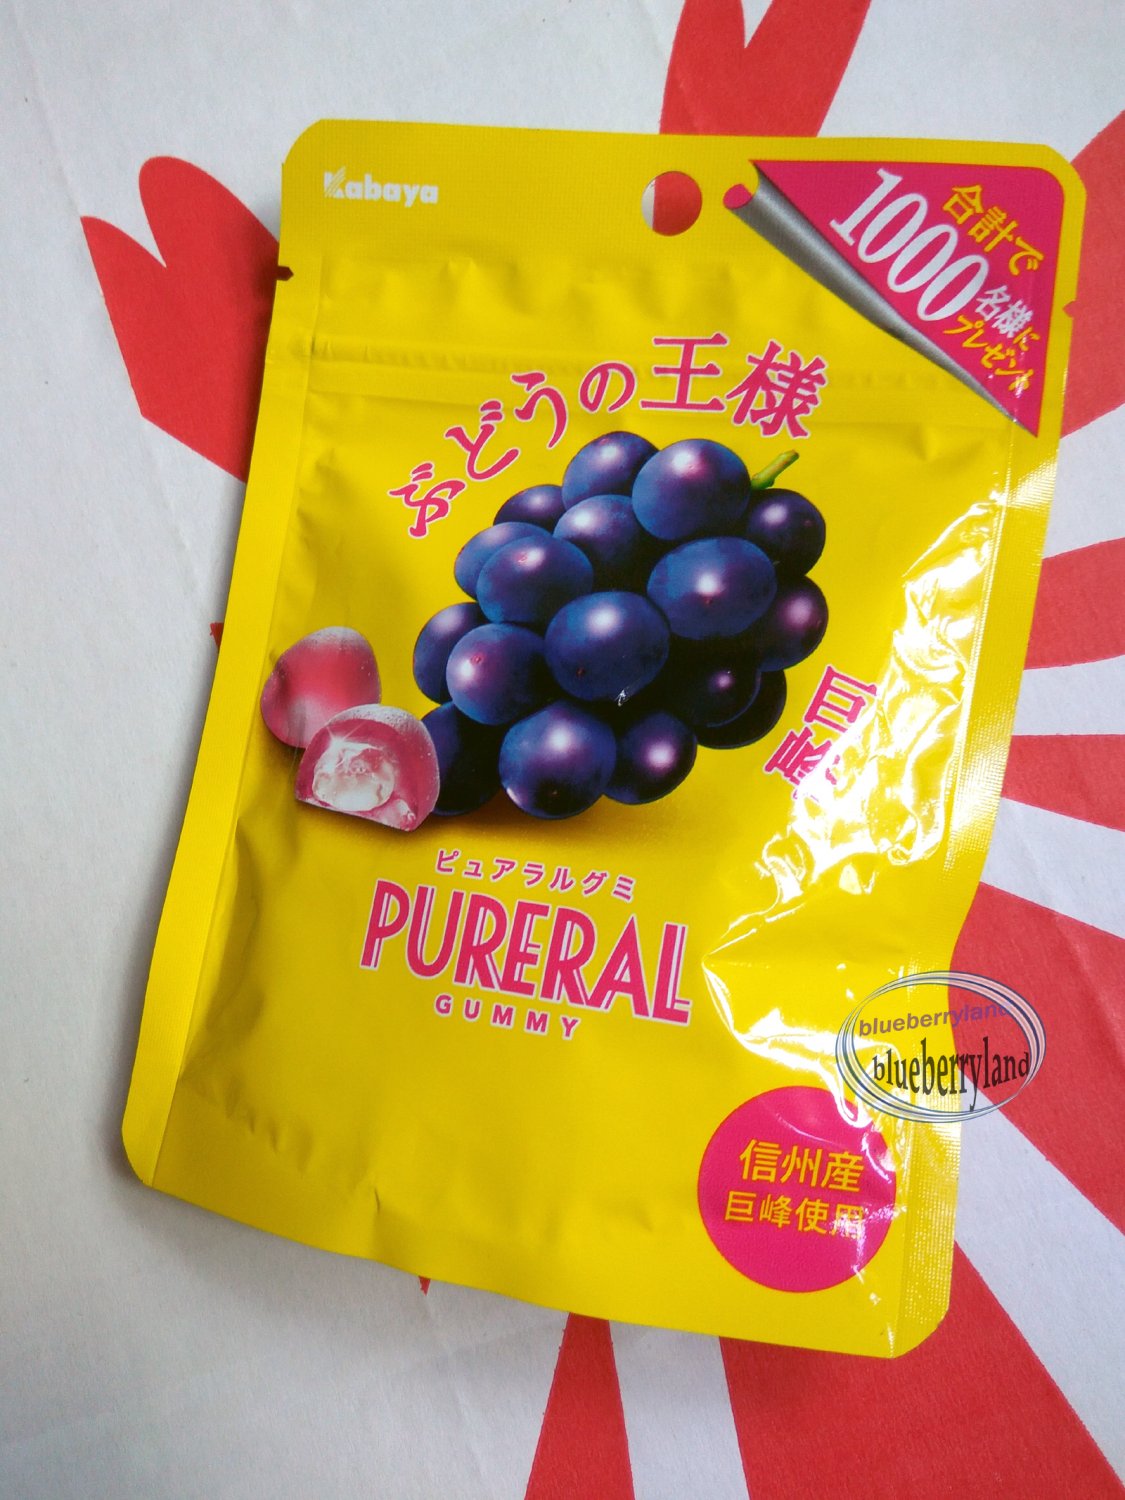 Kabaya
合計で
1000
名様に
プレゼント
ぶどうの王様
巨峰
ピュアラルグミ
PURERAL
GUMMY
blueberryland
blueberryland
信州産
巨峰使用